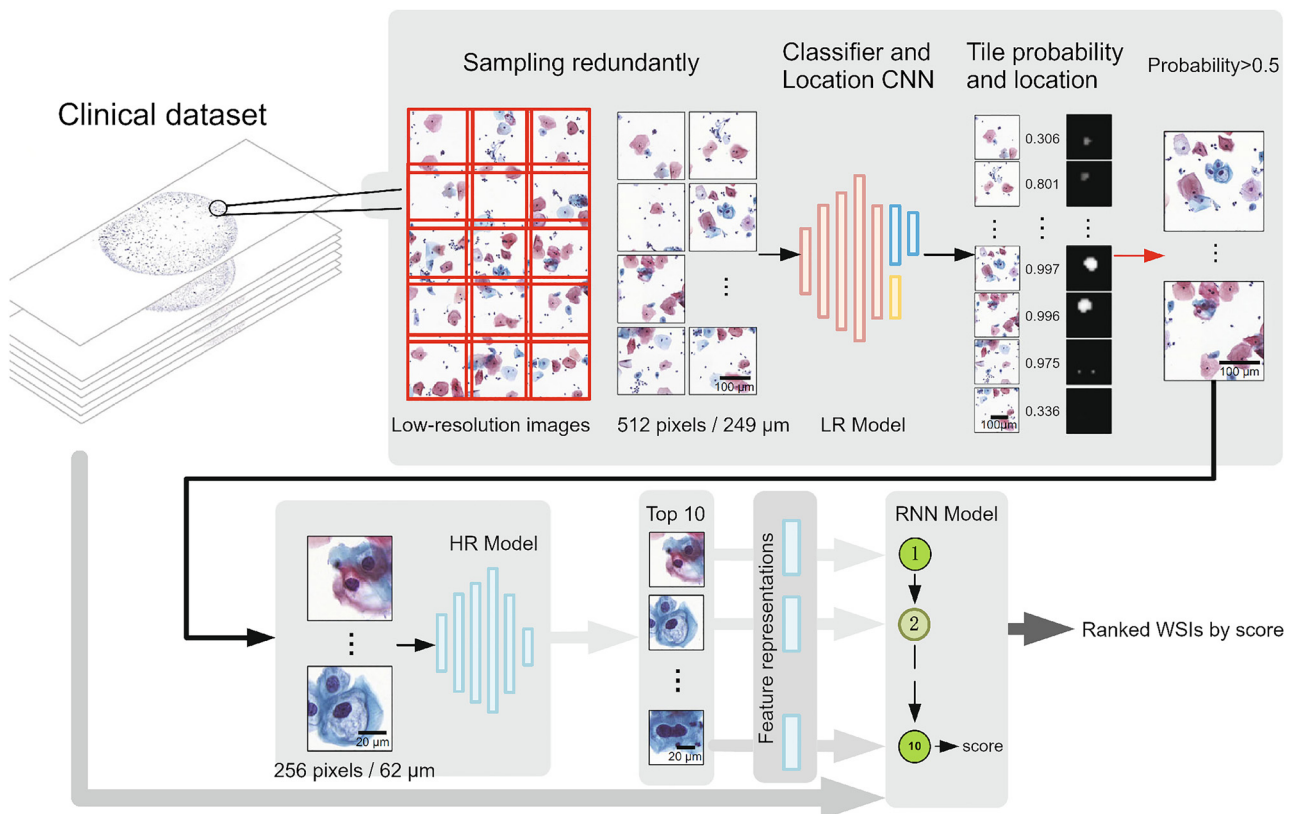 Clinical dataset
Sampling redundantly
Classifier and
Location CNN
Tile probability
and location
Probability>0.5
0.306
0.801
0.997
0.996
0.975
0.336
100 µm
100µm
100 µm
Low-resolution images
512 pixels / 249 µm
LR Model
HR Model
20 µm
256 pixels / 62 µm
Top 10
20 µm
Feature representations
RNN Model
1
2
10
score
Ranked WSIs by score